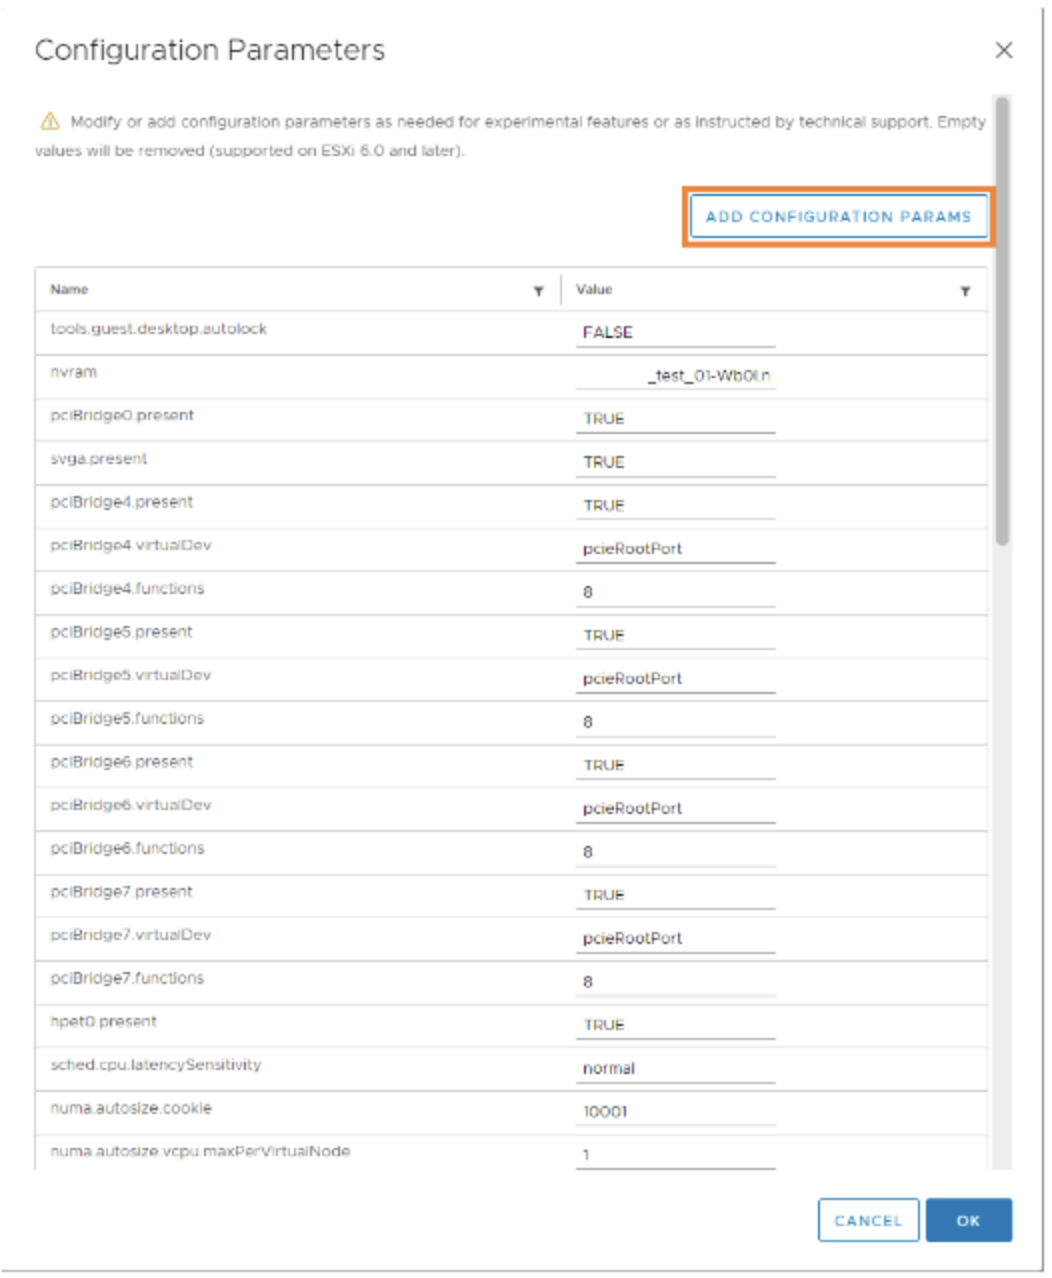 Configuration Parameters
Modify or add configuration parameters as needed for experimental features or as instructed by technical support. Empty
values will be removed (supported on ESXi 6.0 and later).
ADD CONFIGURATION PARAMS
Name Value
tools.guest.desktop.autolock FALSE
nvram _test_01-Wb0l.n
pciBridge0.present TRUE
svga.present TRUE
pciBridge4.present TRUE
pciBridge4.virtualDev pcieRootPort
pciBridge4.functions 8
pciBridge5.present TRUE
pciBridge5.virtualDev pcieRootPort
pciBridge5.functions 8
pciBridge6.present TRUE
pciBridge6.virtualDev pcieRootPort
pciBridge6.functions 8
pciBridge7.present TRUE
pciBridge7.virtualDev pcieRootPort
pciBridge7.functions 8
hpet0.present TRUE
sched.cpu.latencySensitivity normal
numa.autosize.cookie 10001
numa.autosize.vcpu.maxPerVirtualNode 1
CANCEL OK